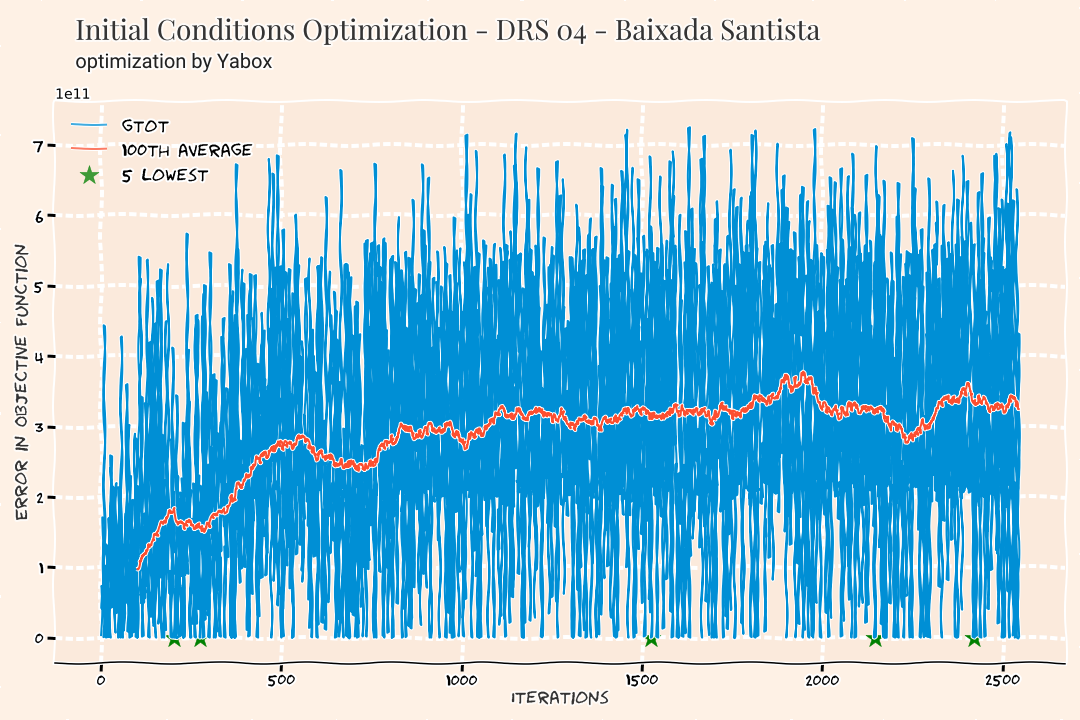 Initial Conditions Optimization - DRS 04 - Baixada Santista
optimization by Yabox
1e11
GTOT
100TH AVERAGE
5 LOWEST
7
6
5
4
3
2
1
0
ERROR IN OBJECTIVE FUNCTION
0 500 1000 1500 2000 2500
ITERATIONS